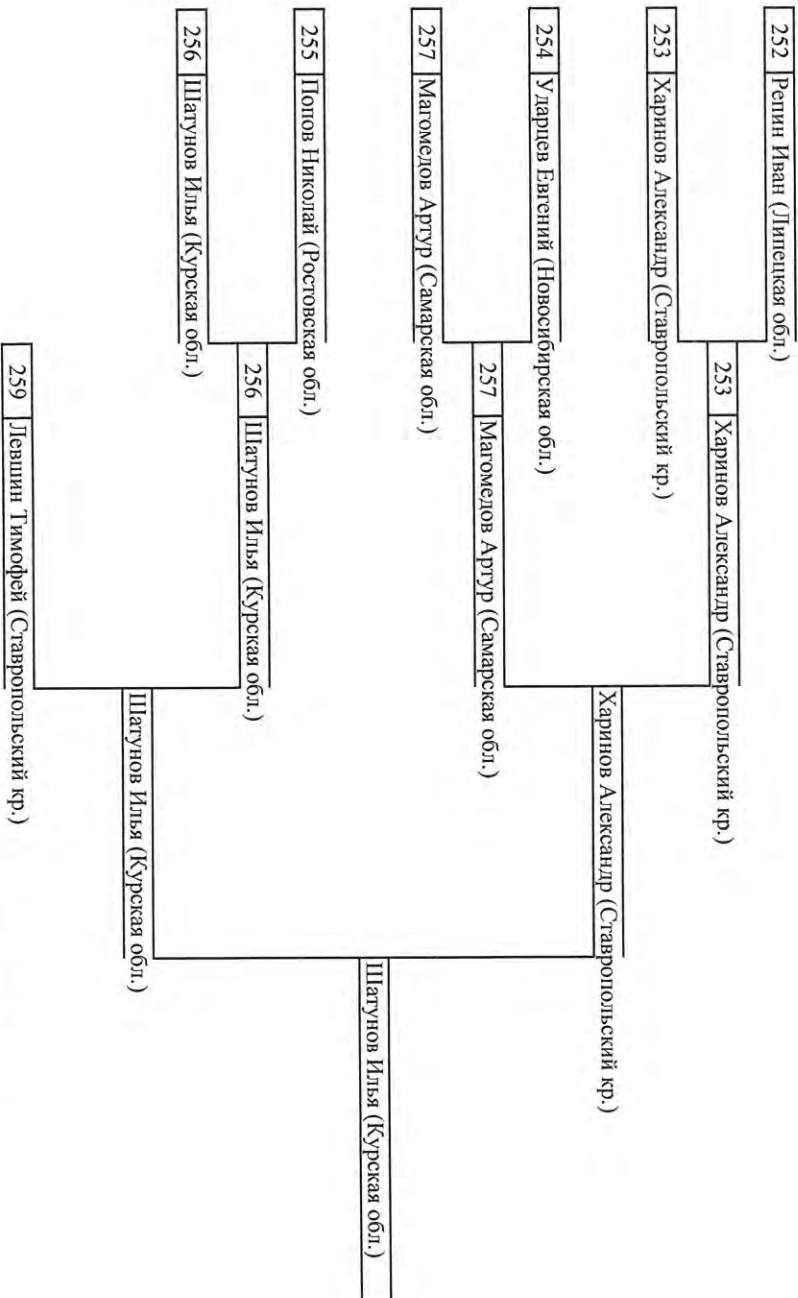 252 Репин Иван (Липецкая обл.)
253 Харинов Александр (Ставропольский кр.)
254 Ударцев Евгений (Новосибирская обл.)
257 Магомедов Артур (Самарская обл.)
255 Попов Николай (Ростовская обл.)
256 Шатунов Илья (Курская обл.)
253 Харинов Александр (Ставропольский кр.)
257 Магомедов Артур (Самарская обл.)
256 Шатунов Илья (Курская обл.)
259 Левшин Тимофей (Ставропольский кр.)
Харинов Александр (Ставропольский кр.)
Шатунов Илья (Курская обл.)
Шатунов Илья (Курская обл.)